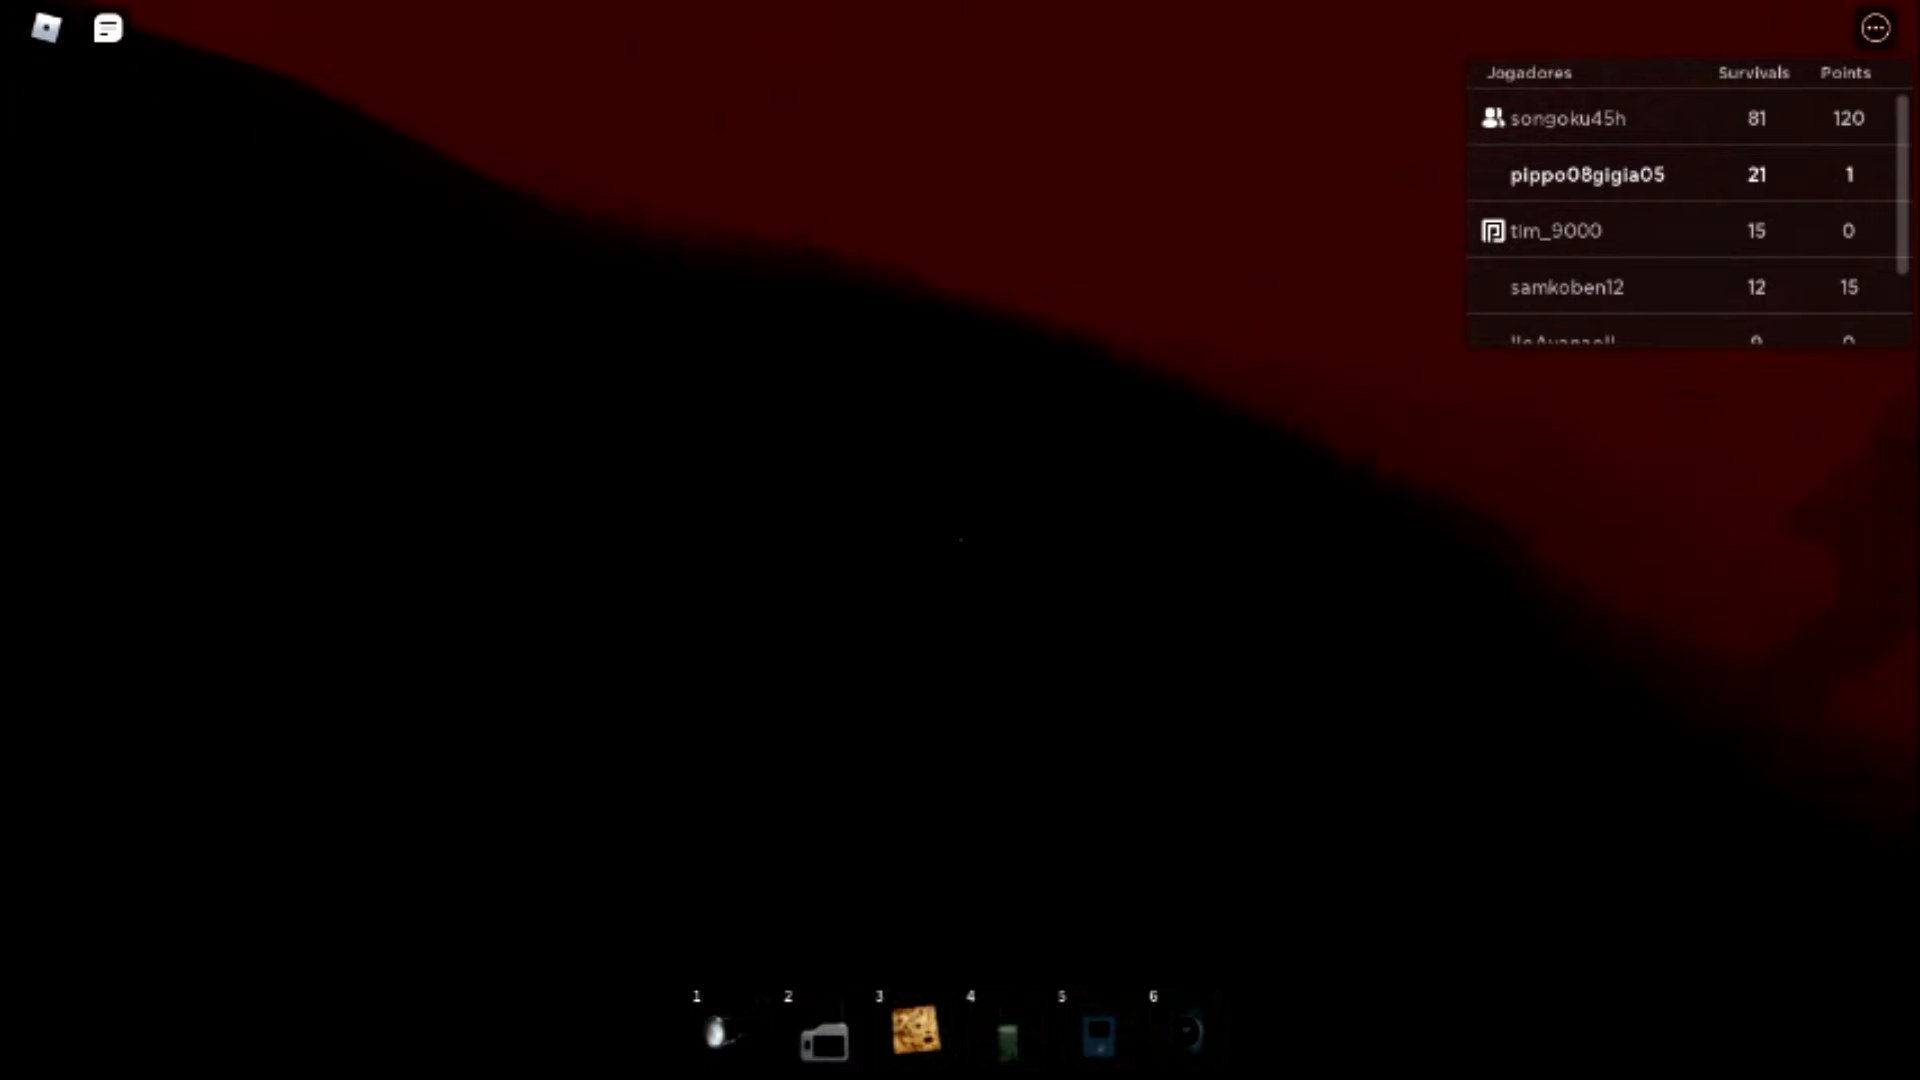 Jogadores Survivals Points
songoku45h 81 120
pippo08gigia05 21 1
tim_9000 15 0
samkoben12 12 15
1 2 3 4 5 6